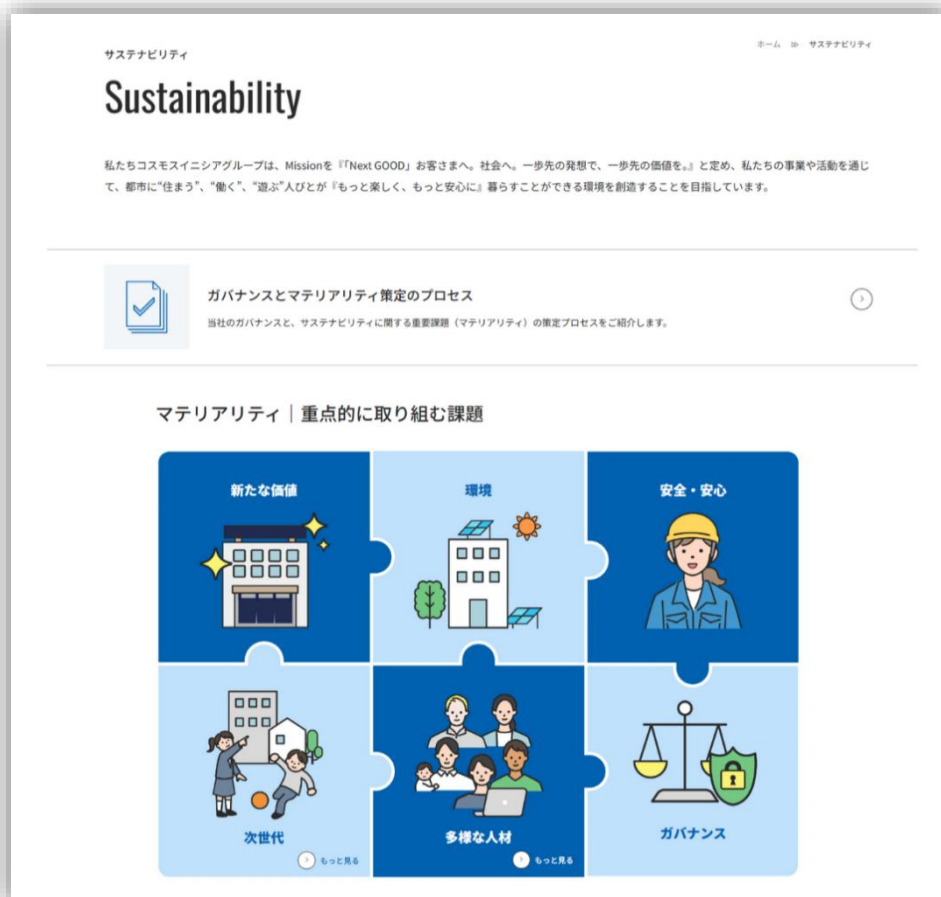 ホーム ≫ サステナビリティ
サステナビリティ
Sustainability
私たちコスモスイニシアグループは、Missionを『「Next GOOD」お客さまへ。社会へ。一歩先の発想で、一歩先の価値を。』と定め、私たちの事業や活動を通じ
て、都市に“住まう”、“働く”、“遊ぶ”人びとが『もっと楽しく、もっと安心に』暮らすことができる環境を創造することを目指しています。
ガバナンスとマテリアリティ策定のプロセス
当社のガバナンスと、サステナビリティに関する重要課題（マテリアリティ）の策定プロセスをご紹介します。
マテリアリティ｜重点的に取り組む課題
新たな価値
環境
安全・安心
次世代
もっと見る
多様な人材
もっと見る
ガバナンス